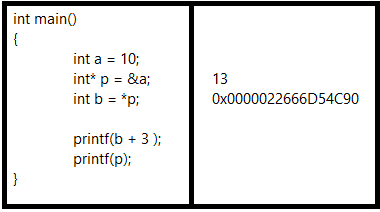 int main()
{
int a = 10;
int* p = &a;
int b = *p;
printf(b + 3 );
printf(p);
}
13
0x0000022666D54C90